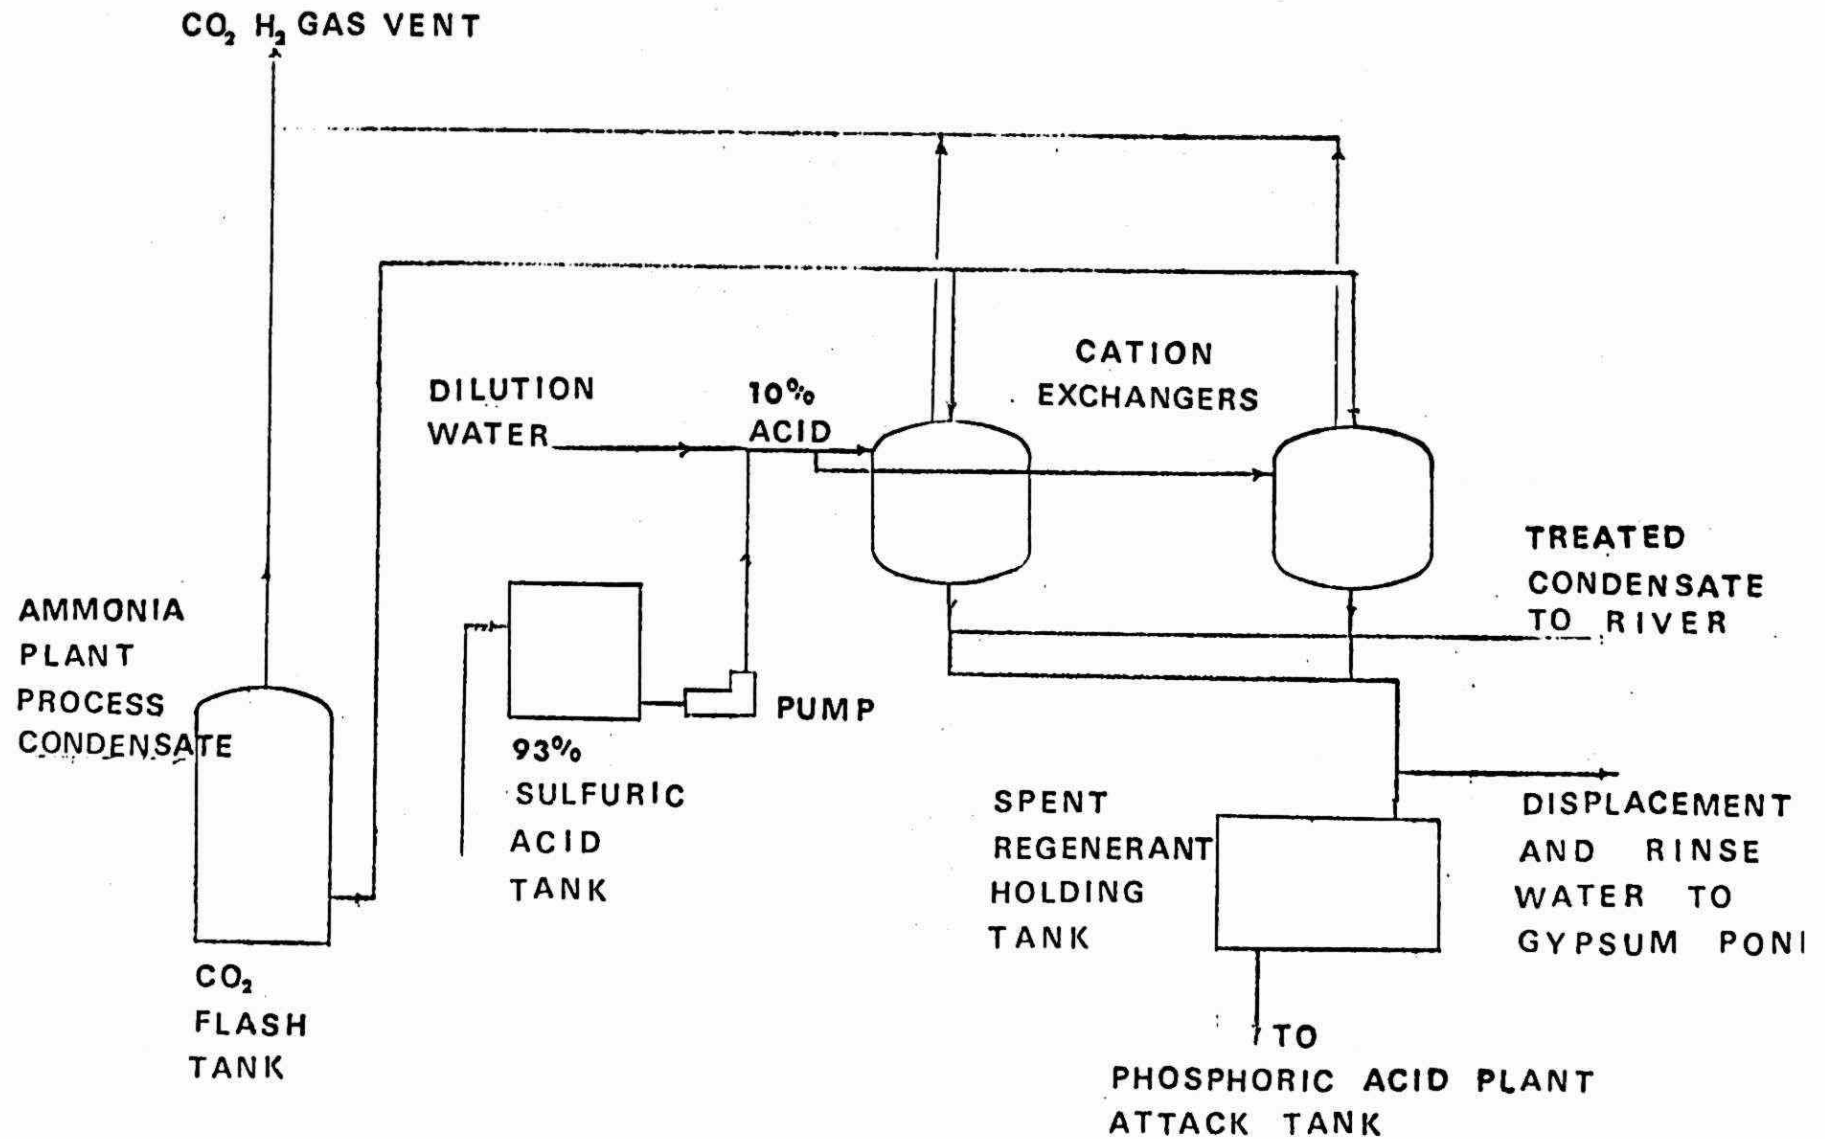 CO₂ H₂ GAS VENT
CATION
EXCHANGERS
DILUTION
WATER
10%
ACID
TREATED
CONDENSATE
TO RIVER
AMMONIA
PLANT
PROCESS
CONDENSATE
PUMP
93%
SULFURIC
ACID
TANK
SPENT
REGENERANT
HOLDING
TANK
DISPLACEMENT
AND RINSE
WATER TO
GYPSUM PON
CO₂
FLASH
TANK
TO
PHOSPHORIC ACID PLANT
ATTACK TANK